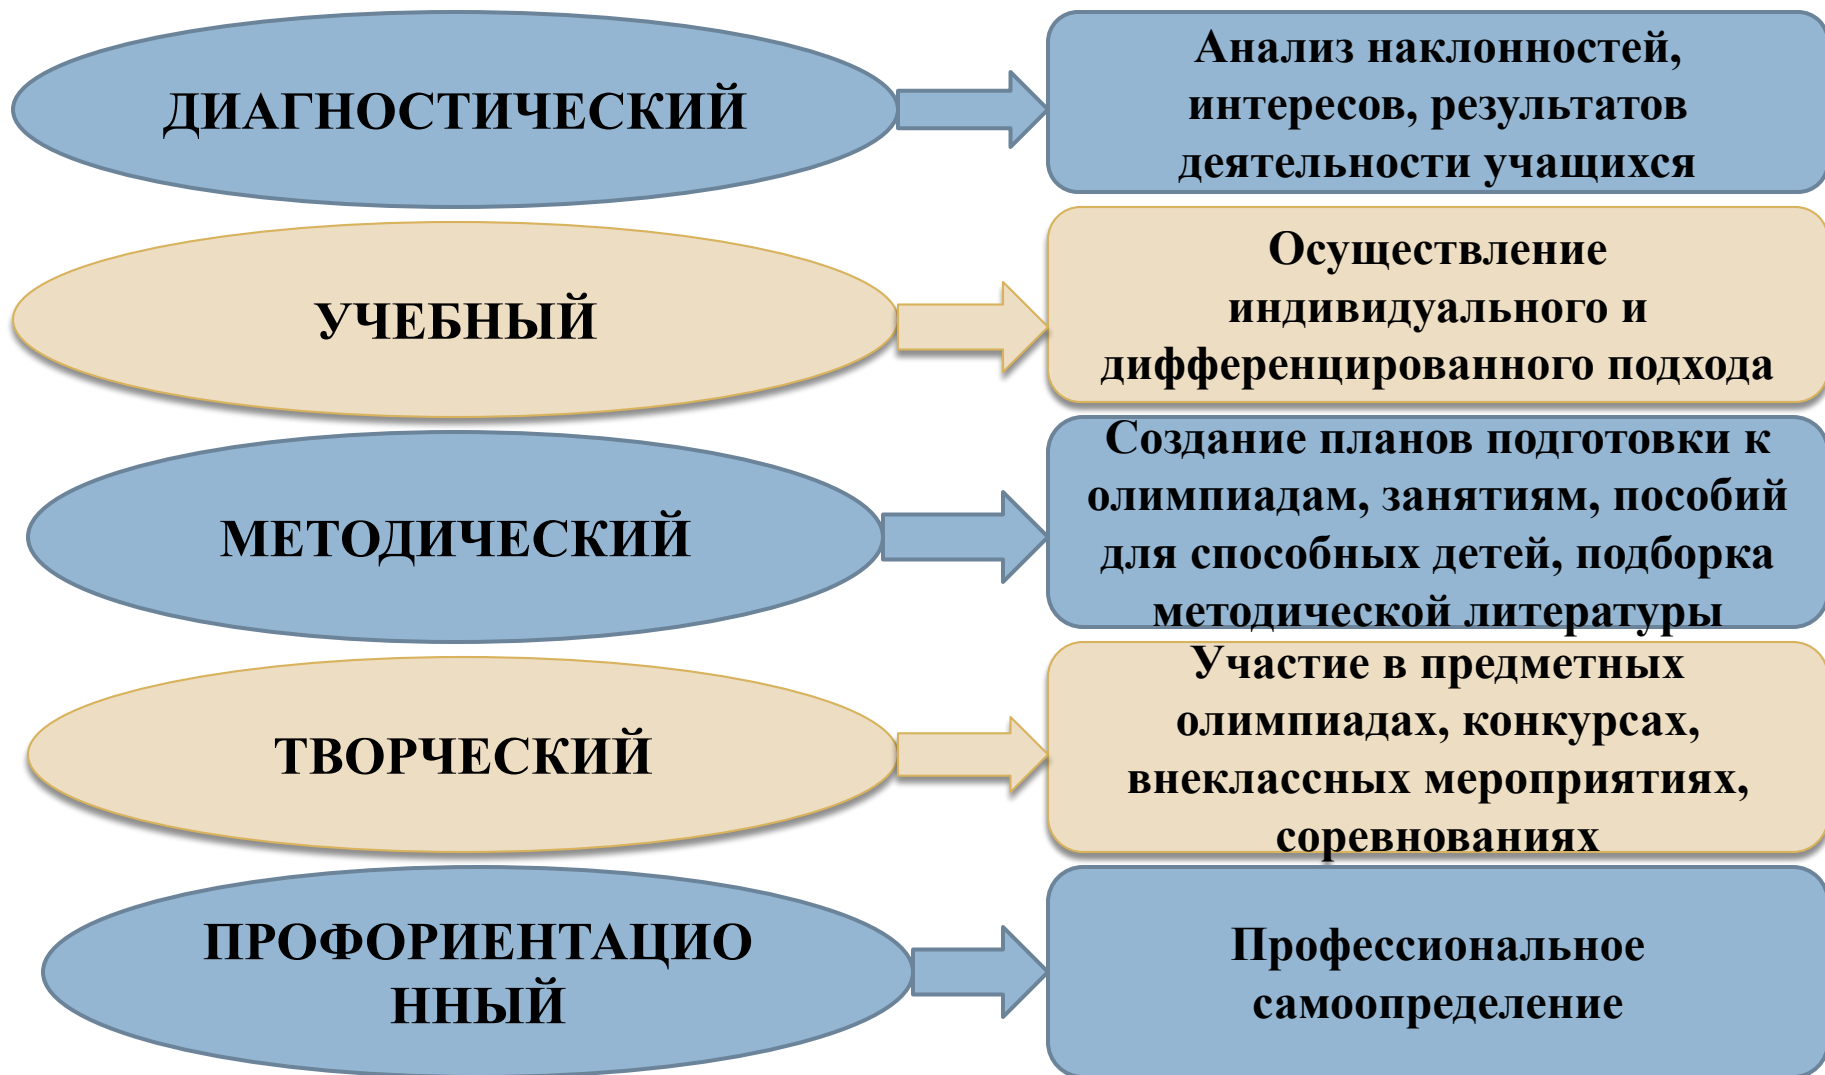 ДИАГНОСТИЧЕСКИЙ
Анализ наклонностей,
интересов, результатов
деятельности учащихся
УЧЕБНЫЙ
Осуществление
индивидуального и
дифференцированного подхода
МЕТОДИЧЕСКИЙ
Создание планов подготовки к
олимпиадам, занятиям, пособий
для способных детей, подборка
методической литературы
ТВОРЧЕСКИЙ
Участие в предметных
олимпиадах, конкурсах,
внеклассных мероприятиях,
соревнованиях
ПРОФОРИЕНТАЦИО
ННЫЙ
Профессиональное
самоопределение